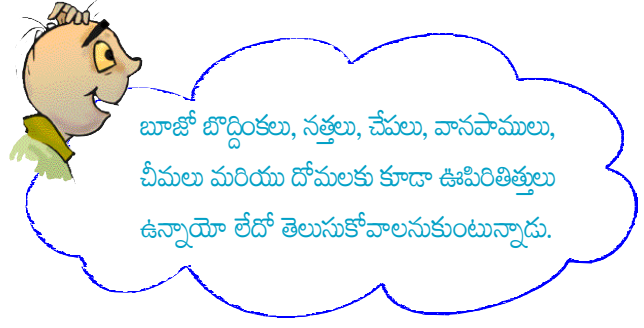 బూజో బొద్దింకలు, నత్తలు, చేపలు, వానపాములు,
చీమలు మరియు దోమలకు కూడా ఊపిరితిత్తులు
ఉన్నాయో లేదో తెలుసుకోవాలనుకుంటున్నాడు.